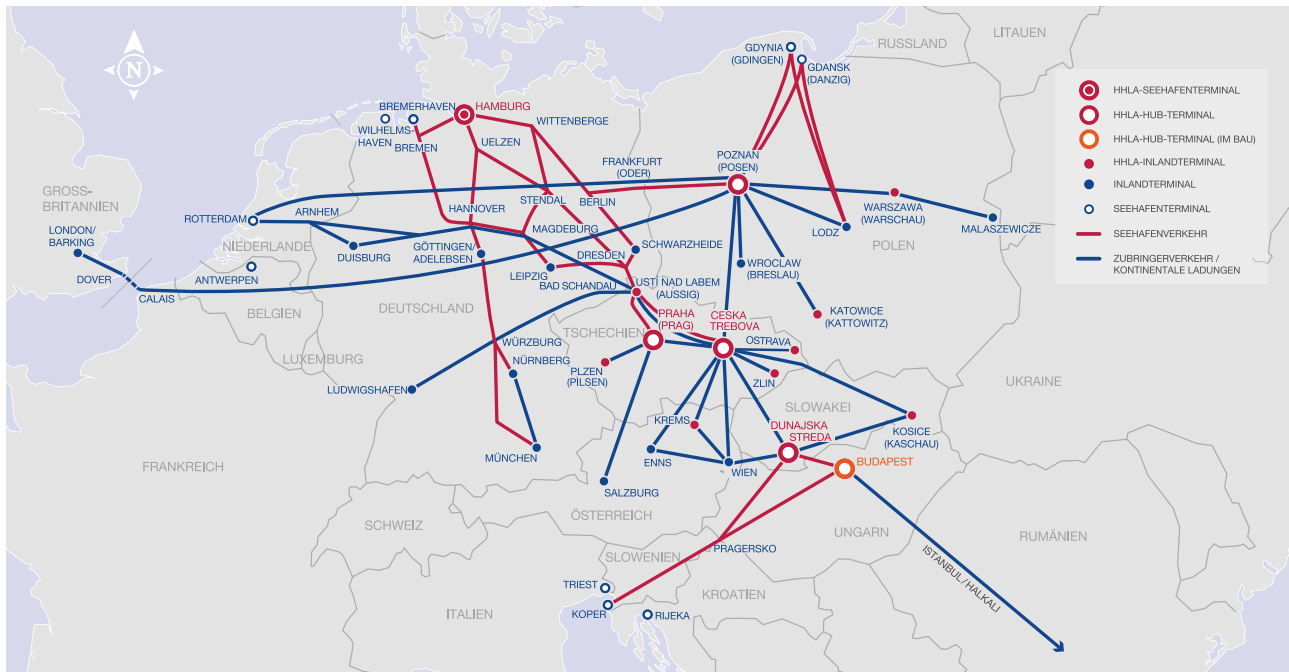 N
GROSS-
BRITANNIEN
LONDON/
BARKING
DOVER
CALAIS
ROTTERDAM
ARNHEM
NIEDERLANDE
ANTWERPEN
BELGIEN
LUXEMBURG
FRANKREICH
BREMERHAVEN
WILHELMS-
HAVEN
BREMEN
HAMBURG
UELZEN
WITTENBERGE
HANNOVER
STENDAL
BERLIN
FRANKFURT
(ODER)
DUISBURG
GÖTTINGEN/
ADELEBSEN
MAGDEBURG
LEIPZIG
DRESDEN
SCHWARZHEIDE
BAD SCHANDAU
DEUTSCHLAND
LUDWIGSHAFEN
WÜRZBURG
NÜRNBERG
MÜNCHEN
GDYNIA
(GDINGEN)
GDANSK
(DANZIG)
RUSSLAND
LITAUEN
POZNAN
(POSEN)
WARSZAWA
(WARSCHAU)
MALASZEWICZE
LODZ
POLEN
WROCLAW
(BRESLAU)
KATOWICE
(KATTOWITZ)
USTI NAD LABEM
(AUSSIG)
PRAHA
(PRAG)
TSCHECHIEN
CESKA
TREBOVA
OSTRAVA
PLZEN
(PILSEN)
ZLIN
UKRAINE
SLOWAKEI
KREMS
DUNAJSKA
STREDA
KOSICE
(KASCHAU)
ENNS
WIEN
BUDAPEST
SALZBURG
ÖSTERREICH
SCHWEIZ
UNGARN
RUMÄNIEN
PRAGERSKO
SLOWENIEN
TRIEST
KOPER
RIJEKA
KROATIEN
ITALIEN
ISTANBUL/HALKALI
HHLA-SEEHAFENTERMINAL
HHLA-HUB-TERMINAL
HHLA-HUB-TERMINAL (IM BAU)
HHLA-INLANDTERMINAL
INLANDTERMINAL
SEEHAFENTERMINAL
SEEHAFENVERKEHR
ZUBRINGERVERKEHR /
KONTINENTALE LADUNGEN